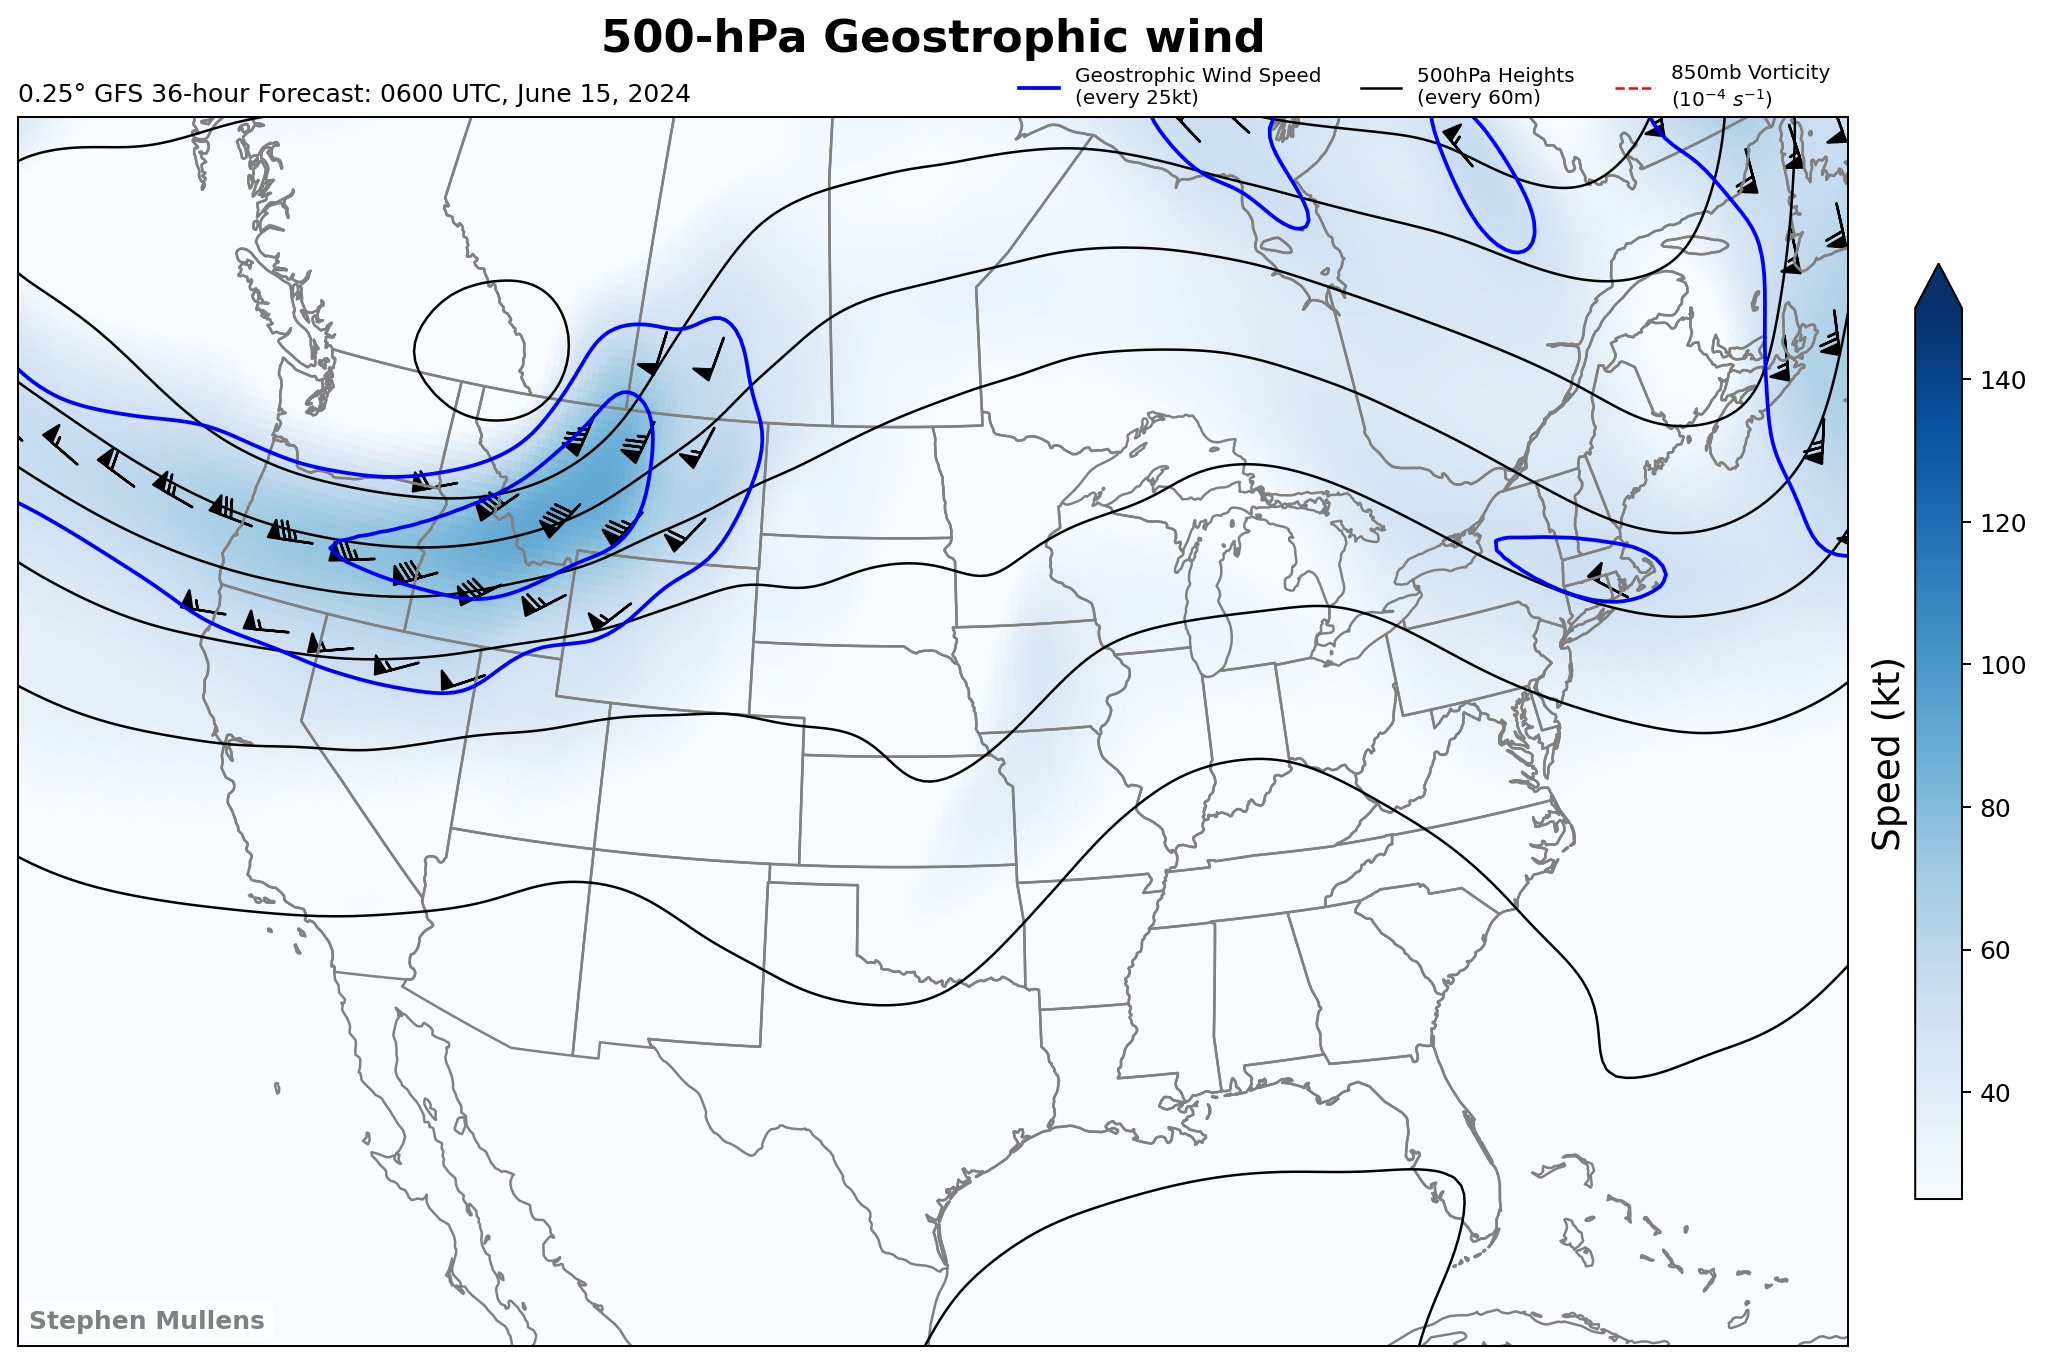 500-hPa Geostrophic wind
0.25° GFS 36-hour Forecast: 0600 UTC, June 15, 2024
Geostrophic Wind Speed
(every 25kt)
500hPa Heights
(every 60m)
850mb Vorticity
(10⁻⁴ s⁻¹)
140
120
100
80
60
40
Speed (kt)
Stephen Mullens